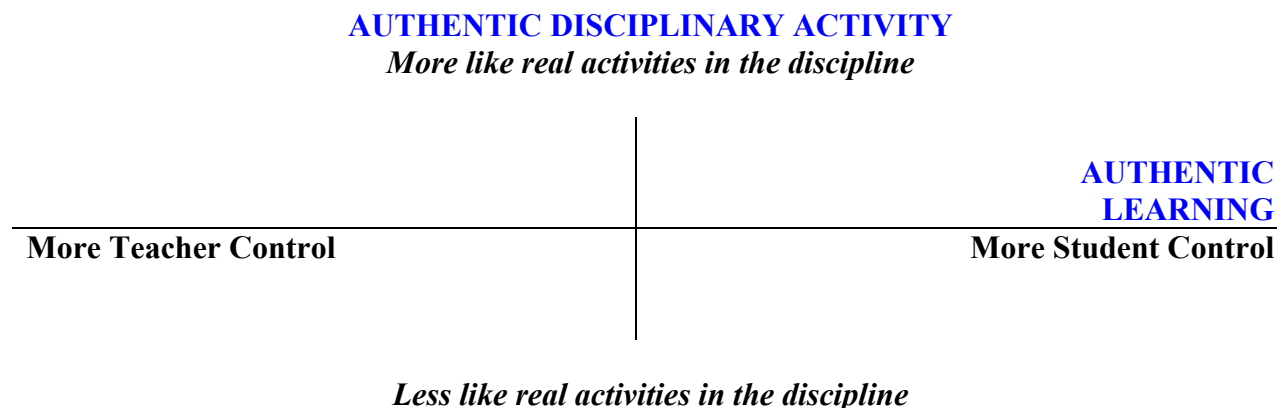 AUTHENTIC DISCIPLINARY ACTIVITY
More like real activities in the discipline
AUTHENTIC
LEARNING
More Teacher Control
More Student Control
Less like real activities in the discipline